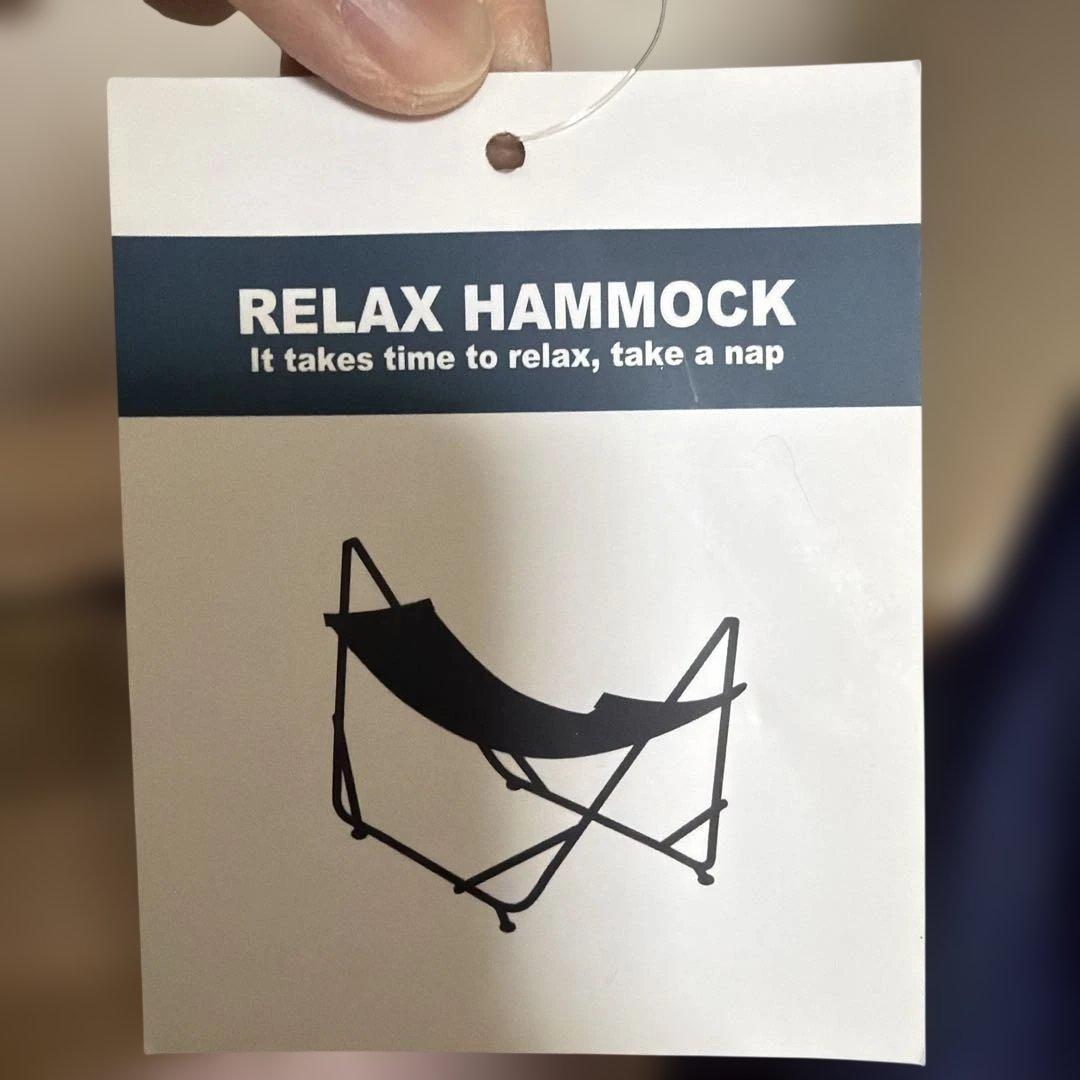 RELAX HAMMOCK
It takes time to relax, take a nap